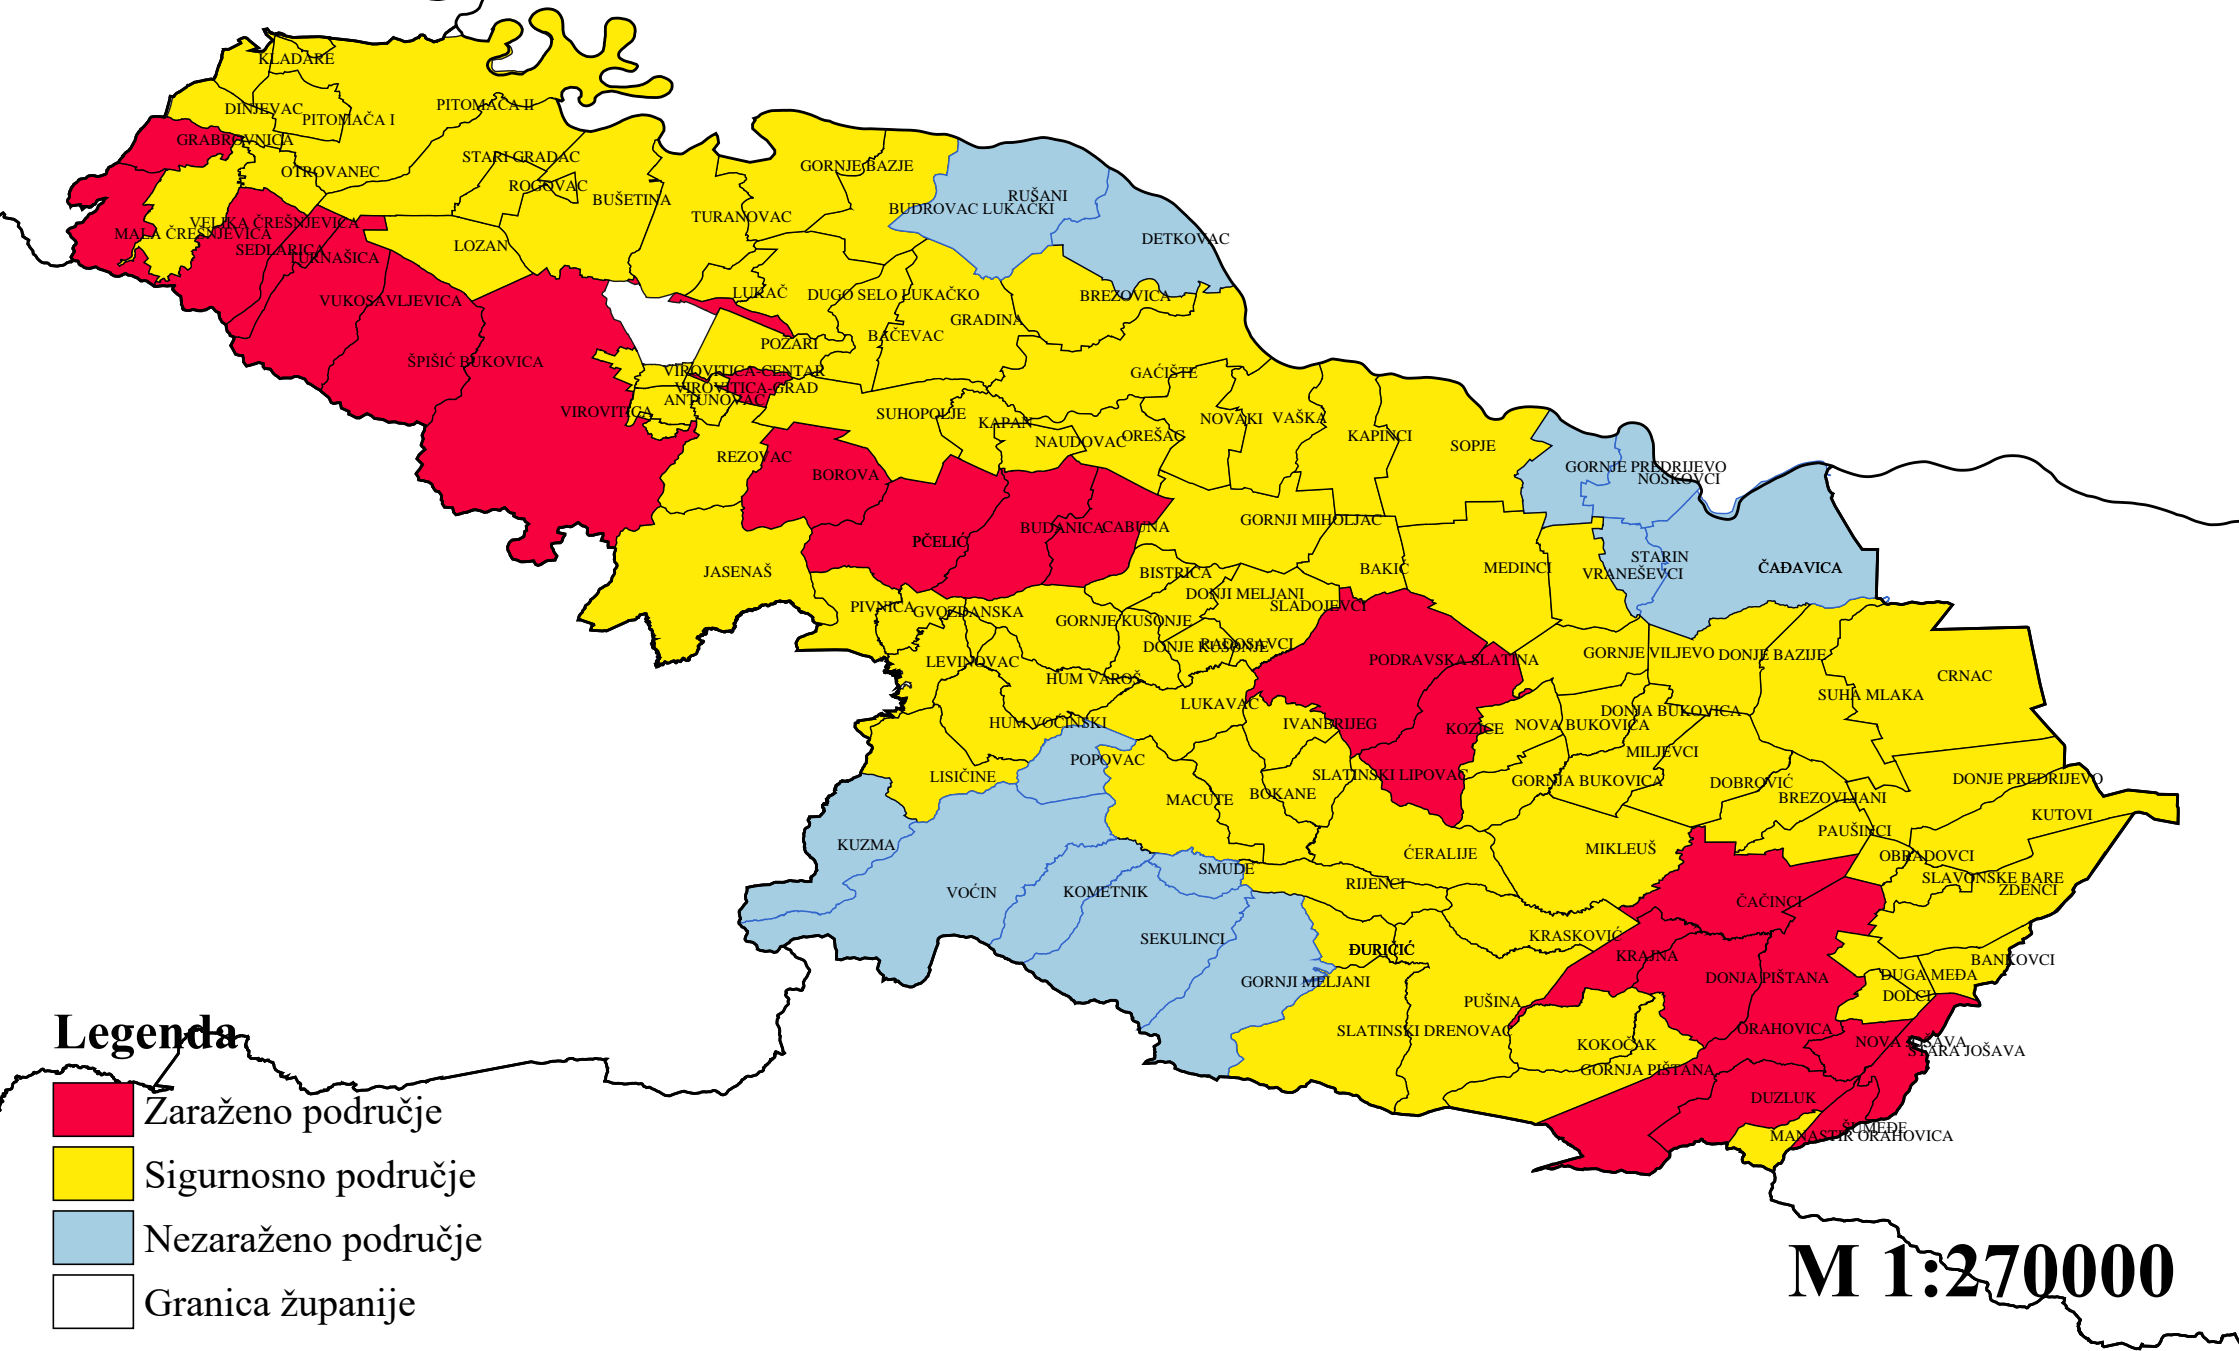 KLADARE
DINJEVAC
PITOMAČA I
PITOMAČA II
GRABROVNICA
OTROVANEC
STARI GRADAC
ROGOVAC
BUŠETINA
GORNJE BAZJE
TURANOVAC
BUDROVAC LUKAČKI
RUŠANI
DETKOVAC
VELIKA ČREŠNJEVICA
MALA ČREŠNJEVICA
SEDLARICA
TURNAŠICA
LOZAN
VUKOSAVLJEVICA
LUKAČ
DUGO SELO LUKAČKO
BREZOVICA
GRADINA
BAČEVAC
POŽARI
ŠPIŠIĆ BUKOVICA
VIROVITICA-CENTAR
VIROVITICA-GRAD
ANTUNOVAC
VIROVITICA
GAĆIŠTE
SUHOPOLJE
KAPAN
NAUDOVAC
OREŠAC
NOVAKI
VAŠKA
KAPINCI
SOPJE
REZOVAC
BOROVA
GORNJE PREDRIJEVO
NOSKOVCI
GORNJI MIHOLJAC
BUDANICA
CABUNA
PČELIĆ
JASENAŠ
BISTRICA
BAKIĆ
MEDINCI
STARIN
VRANEŠEVCI
ČAĐAVICA
DONJI MELJANI
SLADOJEVCI
PIVNICA
GVOZDANSKA
GORNJE KUSONJE
DONJE KUSONJE
RADOSAVCI
LEVINOVAC
PODRAVSKA SLATINA
GORNJE VILJEVO
DONJE BAZIJE
CRNAC
SUHA MLAKA
HUM VAROŠ
LUKAVAC
HUM VOĆINSKI
IVANBRIJEG
KOZICE
NOVA BUKOVICA
DONJA BUKOVICA
MILJEVCI
POPOVAC
LISIČINE
SLATINSKI LIPOVAC
GORNJA BUKOVICA
DOBROVIĆ
DONJE PREDRIJEVO
MACUTE
BOKANE
BREZOVLJANI
KUTOVI
PAUŠINCI
KUZMA
ĆERALIJE
MIKLEUŠ
OBRADOVCI
SLAVONSKE BARE
ZDENCI
SMUDE
RIJENCI
VOĆIN
KOMETNIK
ČAČINCI
SEKULINCI
ĐURIČIĆ
KRASKOVIĆ
KRAJNA
BANKOVCI
DUGA MEĐA
DONJA PIŠTANA
GORNJI MELJANI
DOLCI
PUŠINA
SLATINSKI DRENOVAC
ORAHOVICA
KOKOČAK
NOVA JOŠAVA
STARA JOŠAVA
GORNJA PIŠTANA
DUZLUK
ŠUMEĐE
MANASTIR ORAHOVICA
Legenda
Zaraženo područje
Sigurnosno područje
Nezaraženo područje
Granica županije
M 1:270000